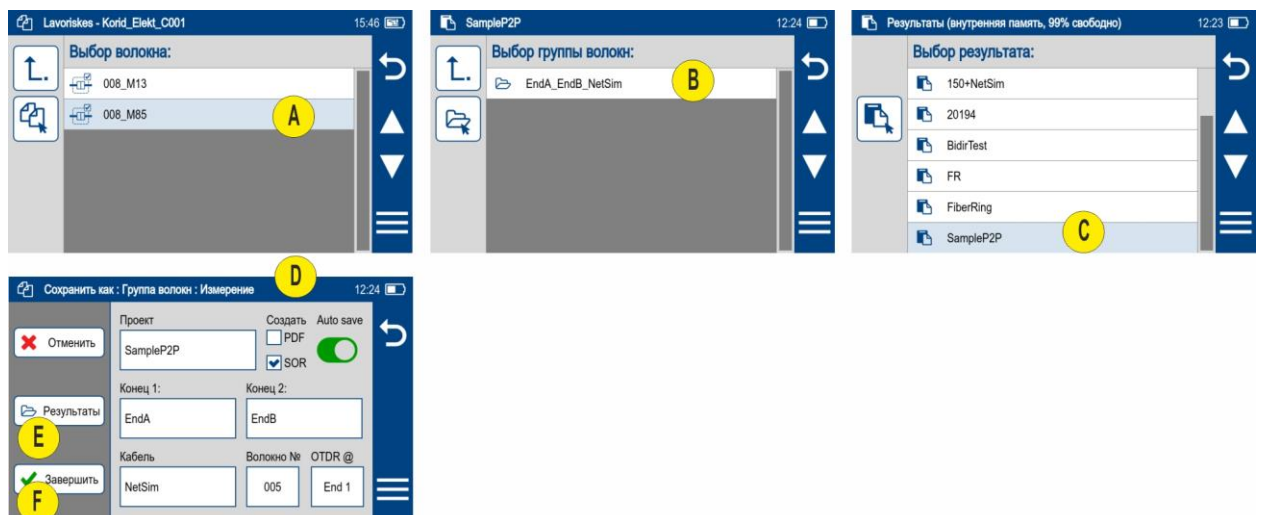 Lavoriskes - Korid_Elekt_C001 15:46
Выбор волокна:
008_M13
008_M85
A
SampleP2P 12:24
Выбор группы волокн:
EndA_EndB_NetSim
B
Результаты (внутренняя память, 99% свободно) 12:23
Выбор результата:
150+NetSim
20194
BidirTest
FR
FiberRing
SampleP2P
C
D
Сохранить как : Группа волокн : Измерение 12:24
Отменить
Результаты
E
Завершить
F
Проект Создать Auto save
SampleP2P
PDF
SOR
Конец 1: Конец 2:
EndA EndB
Кабель Волокно № OTDR @
NetSim 005 End 1